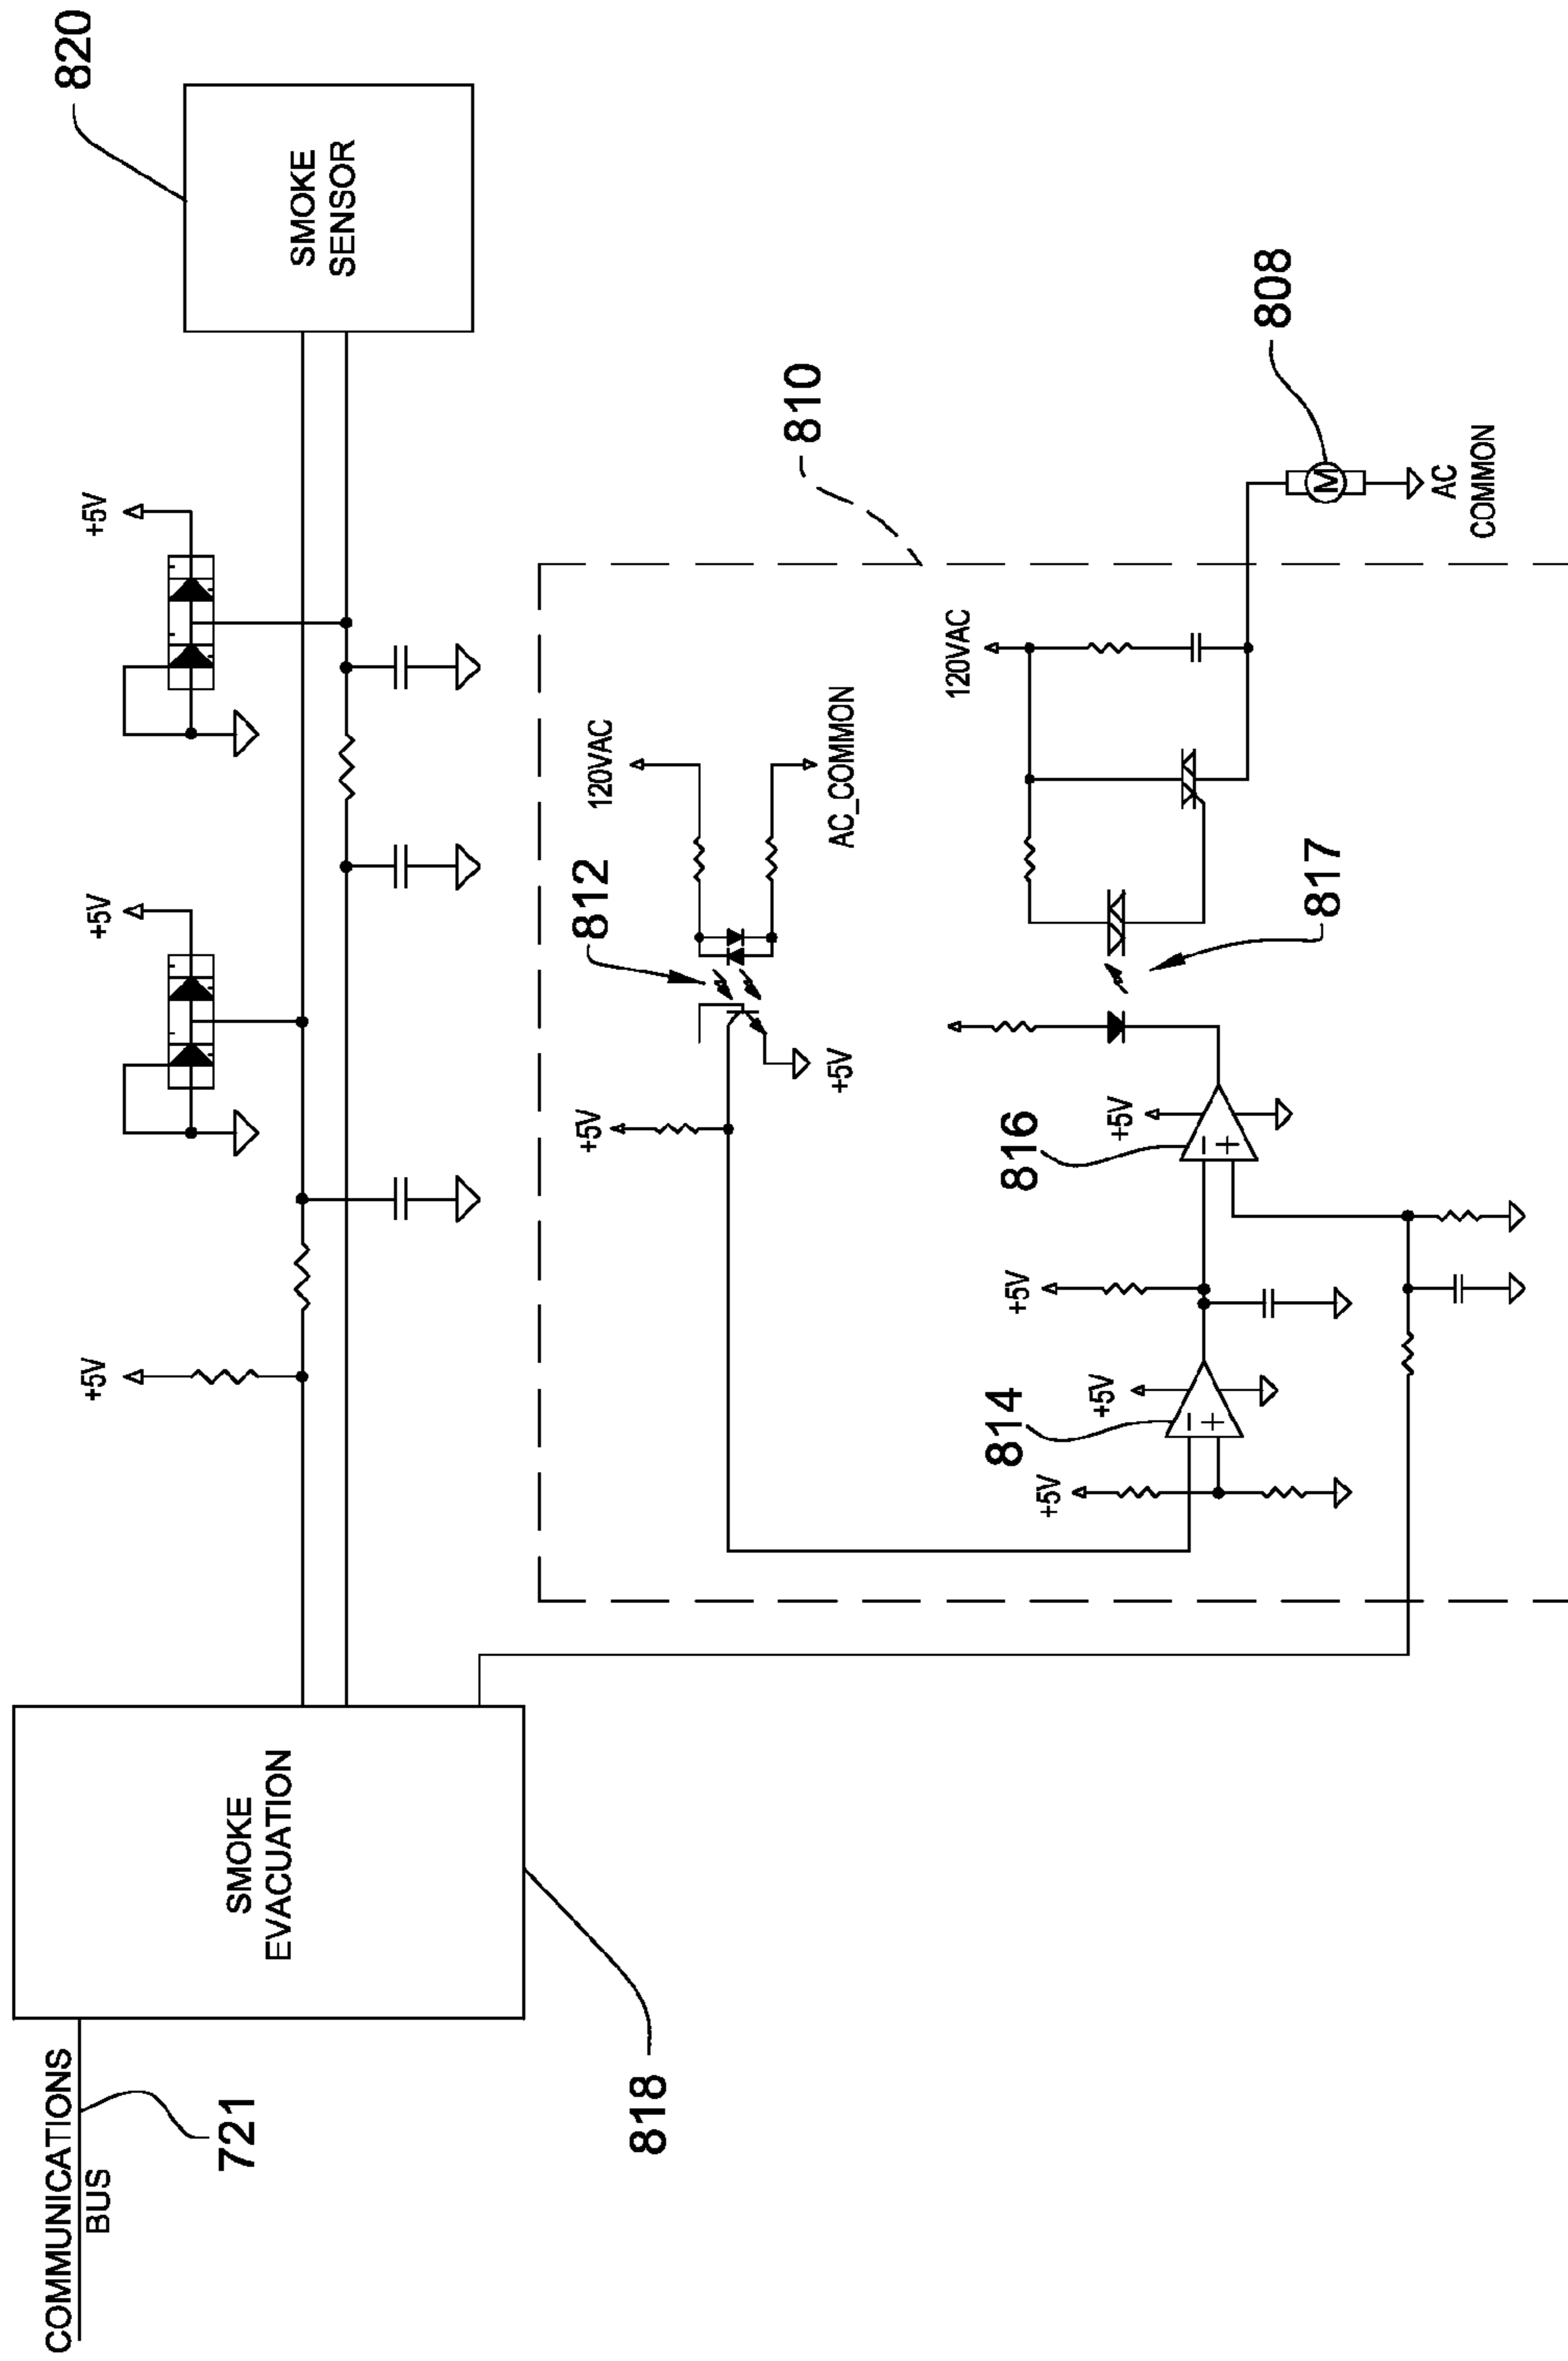 COMMUNICATIONS
BUS
721
SMOKE
EVACUATION
818
+5V
+5V
+5V
SMOKE
SENSOR
820
810
812
+5V
+5V
120VAC
AC_COMMON
814
+5V
+5V
+5V
816
+5V
817
120VAC
808
M
AC
COMMON
−
+
−
+